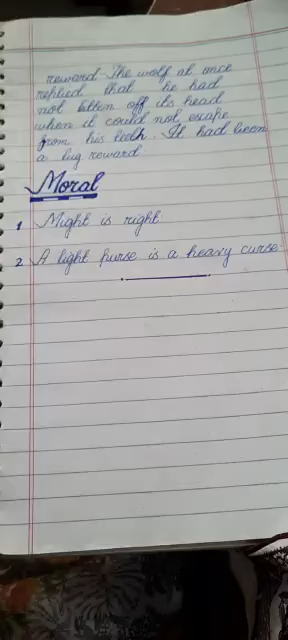 reward. The wolf at once
replied that he had
not bitten off its head
when it could not escape
from his teeth. It had been
a big reward.
Moral
1 Might is right
2 A light purse is a heavy curse.